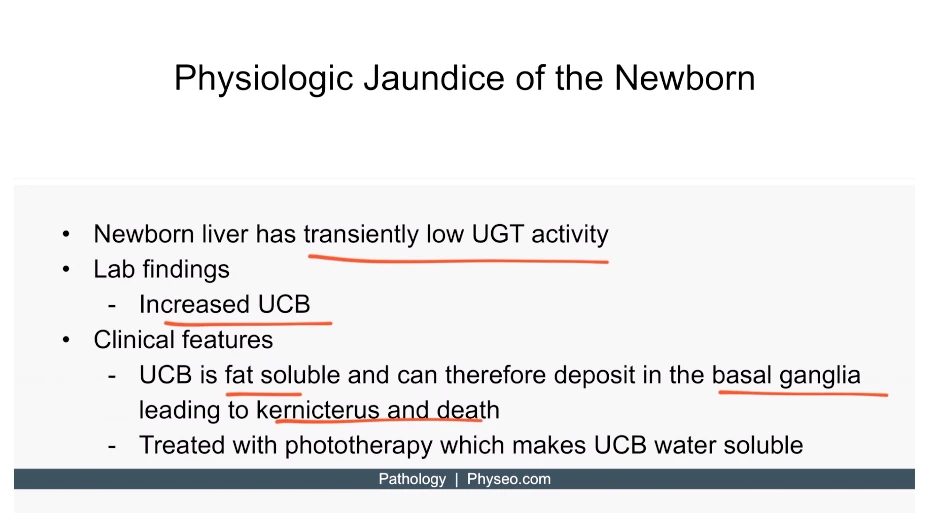 Physiologic Jaundice of the Newborn
• Newborn liver has transiently low UGT activity
• Lab findings
- Increased UCB
• Clinical features
- UCB is fat soluble and can therefore deposit in the basal ganglia
leading to kernicterus and death
- Treated with phototherapy which makes UCB water soluble
Pathology | Physeo.com